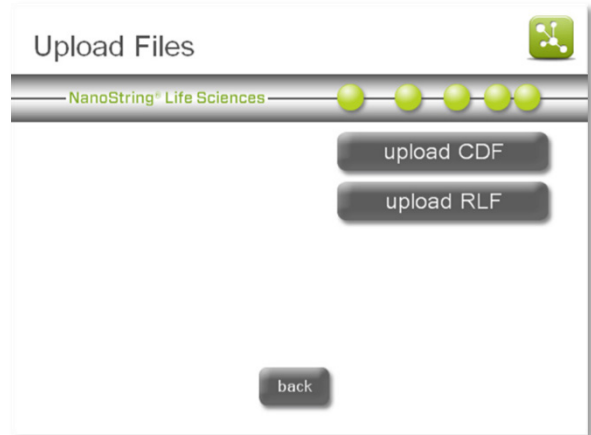 Upload Files
NanoString® Life Sciences
upload CDF
upload RLF
back